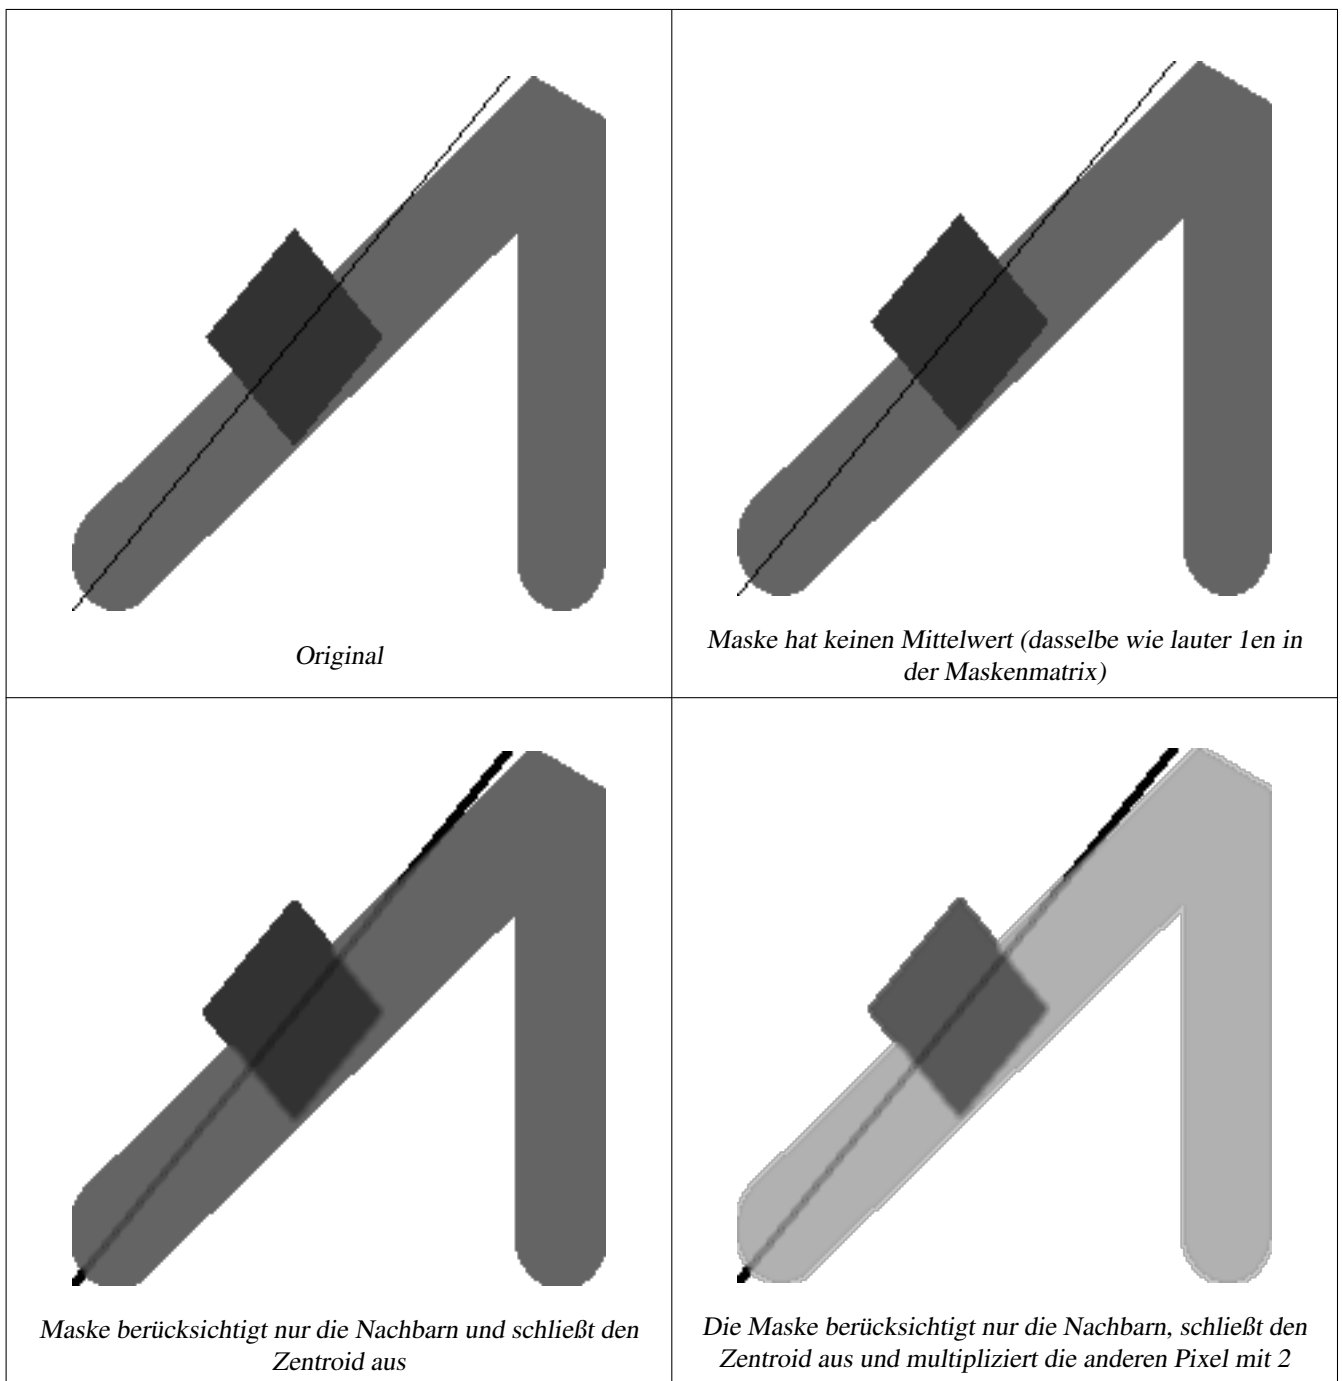 Original
Maske hat keinen Mittelwert (dasselbe wie lauter 1en in
der Maskenmatrix)
Maske berücksichtigt nur die Nachbarn und schließt den
Zentroid aus
Die Maske berücksichtigt nur die Nachbarn, schließt den
Zentroid aus und multipliziert die anderen Pixel mit 2